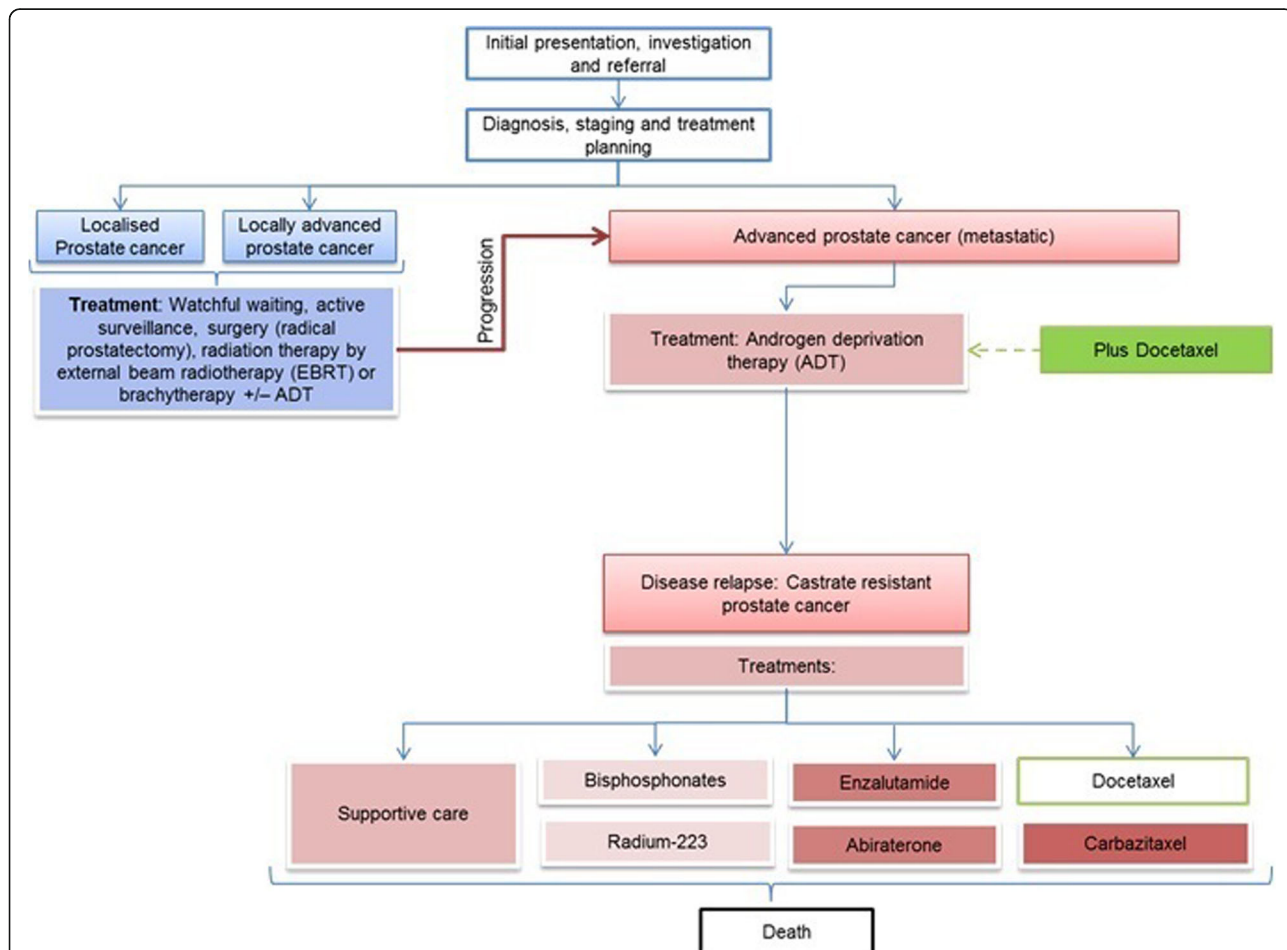 Initial presentation, investigation
and referral
Diagnosis, staging and treatment
planning
Localised
Prostate cancer
Locally advanced
prostate cancer
Advanced prostate cancer (metastatic)
Progression
Treatment: Watchful waiting, active
surveillance, surgery (radical
prostatectomy), radiation therapy by
external beam radiotherapy (EBRT) or
brachytherapy +/– ADT
Treatment: Androgen deprivation
therapy (ADT)
Plus Docetaxel
Disease relapse: Castrate resistant
prostate cancer
Treatments:
Supportive care
Bisphosphonates
Radium-223
Enzalutamide
Abiraterone
Docetaxel
Carbazitaxel
Death